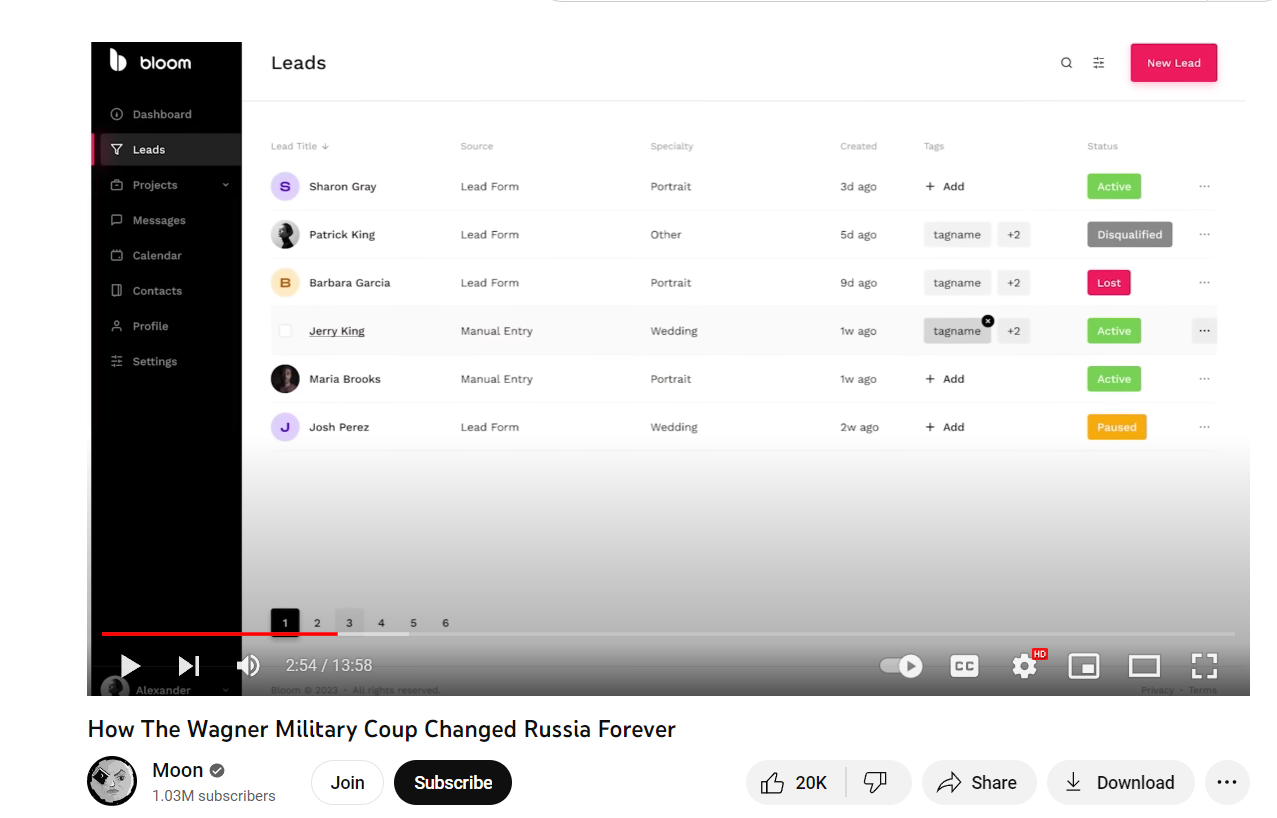 bloom
Leads
New Lead
Dashboard
Leads
Projects
Messages
Calendar
Contacts
Profile
Settings
Lead Title ↓ Source Specialty Created Tags Status
S Sharon Gray Lead Form Portrait 3d ago + Add Active ...
Patrick King Lead Form Other 5d ago tagname +2 Disqualified ...
B Barbara Garcia Lead Form Portrait 9d ago tagname +2 Lost ...
Jerry King Manual Entry Wedding 1w ago tagname +2 Active ...
Maria Brooks Manual Entry Portrait 1w ago + Add Active ...
J Josh Perez Lead Form Wedding 2w ago + Add Paused ...
1 2 3 4 5 6
2:54 / 13:58 CC HD
Alexander Bloom © 2023 · All rights reserved. Privacy · Terms
How The Wagner Military Coup Changed Russia Forever
Moon
1.03M subscribers
Join Subscribe 20K Share Download ...